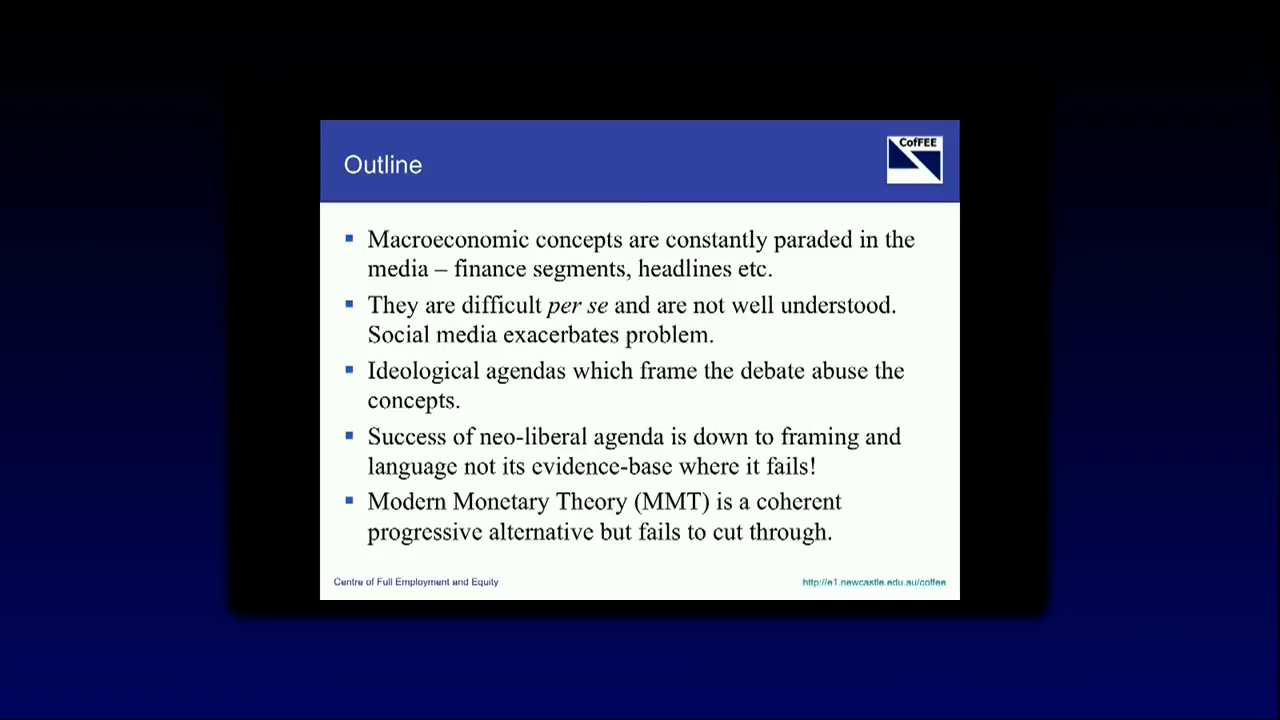 Outline
CofFEE
Macroeconomic concepts are constantly paraded in the
media – finance segments, headlines etc.
They are difficult per se and are not well understood.
Social media exacerbates problem.
Ideological agendas which frame the debate abuse the
concepts.
Success of neo-liberal agenda is down to framing and
language not its evidence-base where it fails!
Modern Monetary Theory (MMT) is a coherent
progressive alternative but fails to cut through.
Centre of Full Employment and Equity
http://e1.newcastle.edu.au/coffee